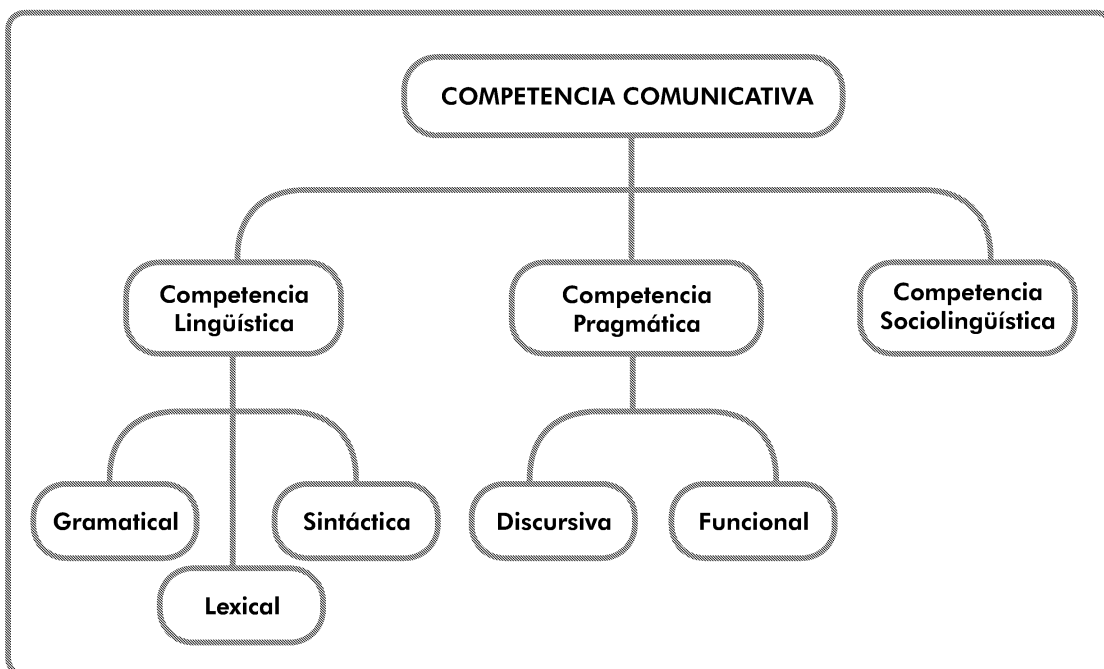 COMPETENCIA COMUNICATIVA
Competencia
Lingüística
Competencia
Pragmática
Competencia
Sociolingüística
Gramatical
Lexical
Sintáctica
Discursiva
Funcional